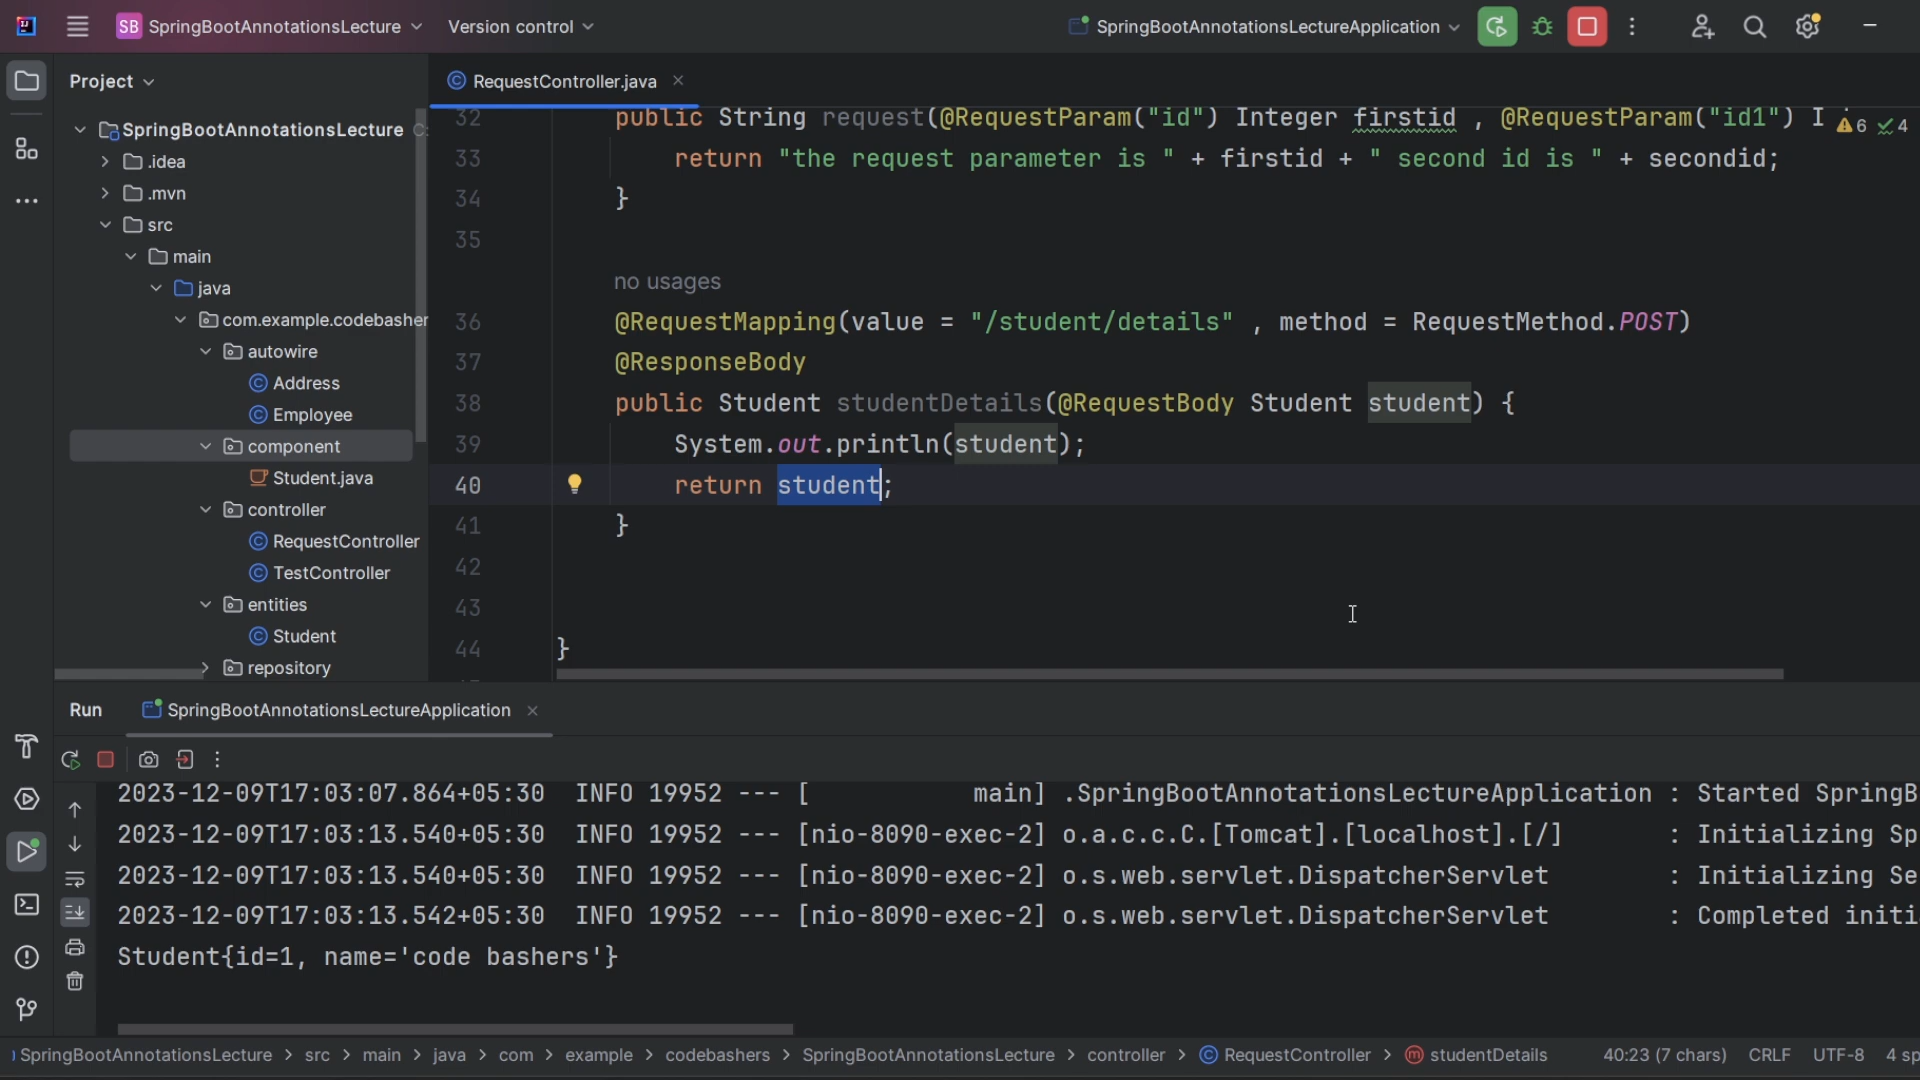 SB SpringBootAnnotationsLecture Version control SpringBootAnnotationsLectureApplication
Project
SpringBootAnnotationsLecture C:
.idea
.mvn
src
main
java
com.example.codebasher
autowire
Address
Employee
component
Student.java
controller
RequestController
TestController
entities
Student
repository
RequestController.java
6 4
32 public String request(@RequestParam("id") Integer firstid , @RequestParam("id1") I
33 return "the request parameter is " + firstid + " second id is " + secondid;
34 }
35
no usages
36 @RequestMapping(value = "/student/details" , method = RequestMethod.POST)
37 @ResponseBody
38 public Student studentDetails(@RequestBody Student student) {
39 System.out.println(student);
40 return student;
41 }
42
43
44 }
Run SpringBootAnnotationsLectureApplication
2023-12-09T17:03:07.864+05:30 INFO 19952 --- [ main] .SpringBootAnnotationsLectureApplication : Started SpringB
2023-12-09T17:03:13.540+05:30 INFO 19952 --- [nio-8090-exec-2] o.a.c.c.C.[Tomcat].[localhost].[/] : Initializing Sp
2023-12-09T17:03:13.540+05:30 INFO 19952 --- [nio-8090-exec-2] o.s.web.servlet.DispatcherServlet : Initializing Se
2023-12-09T17:03:13.542+05:30 INFO 19952 --- [nio-8090-exec-2] o.s.web.servlet.DispatcherServlet : Completed initi
Student{id=1, name='code bashers'}
SpringBootAnnotationsLecture > src > main > java > com > example > codebashers > SpringBootAnnotationsLecture > controller > RequestController > studentDetails 40:23 (7 chars) CRLF UTF-8 4 sp